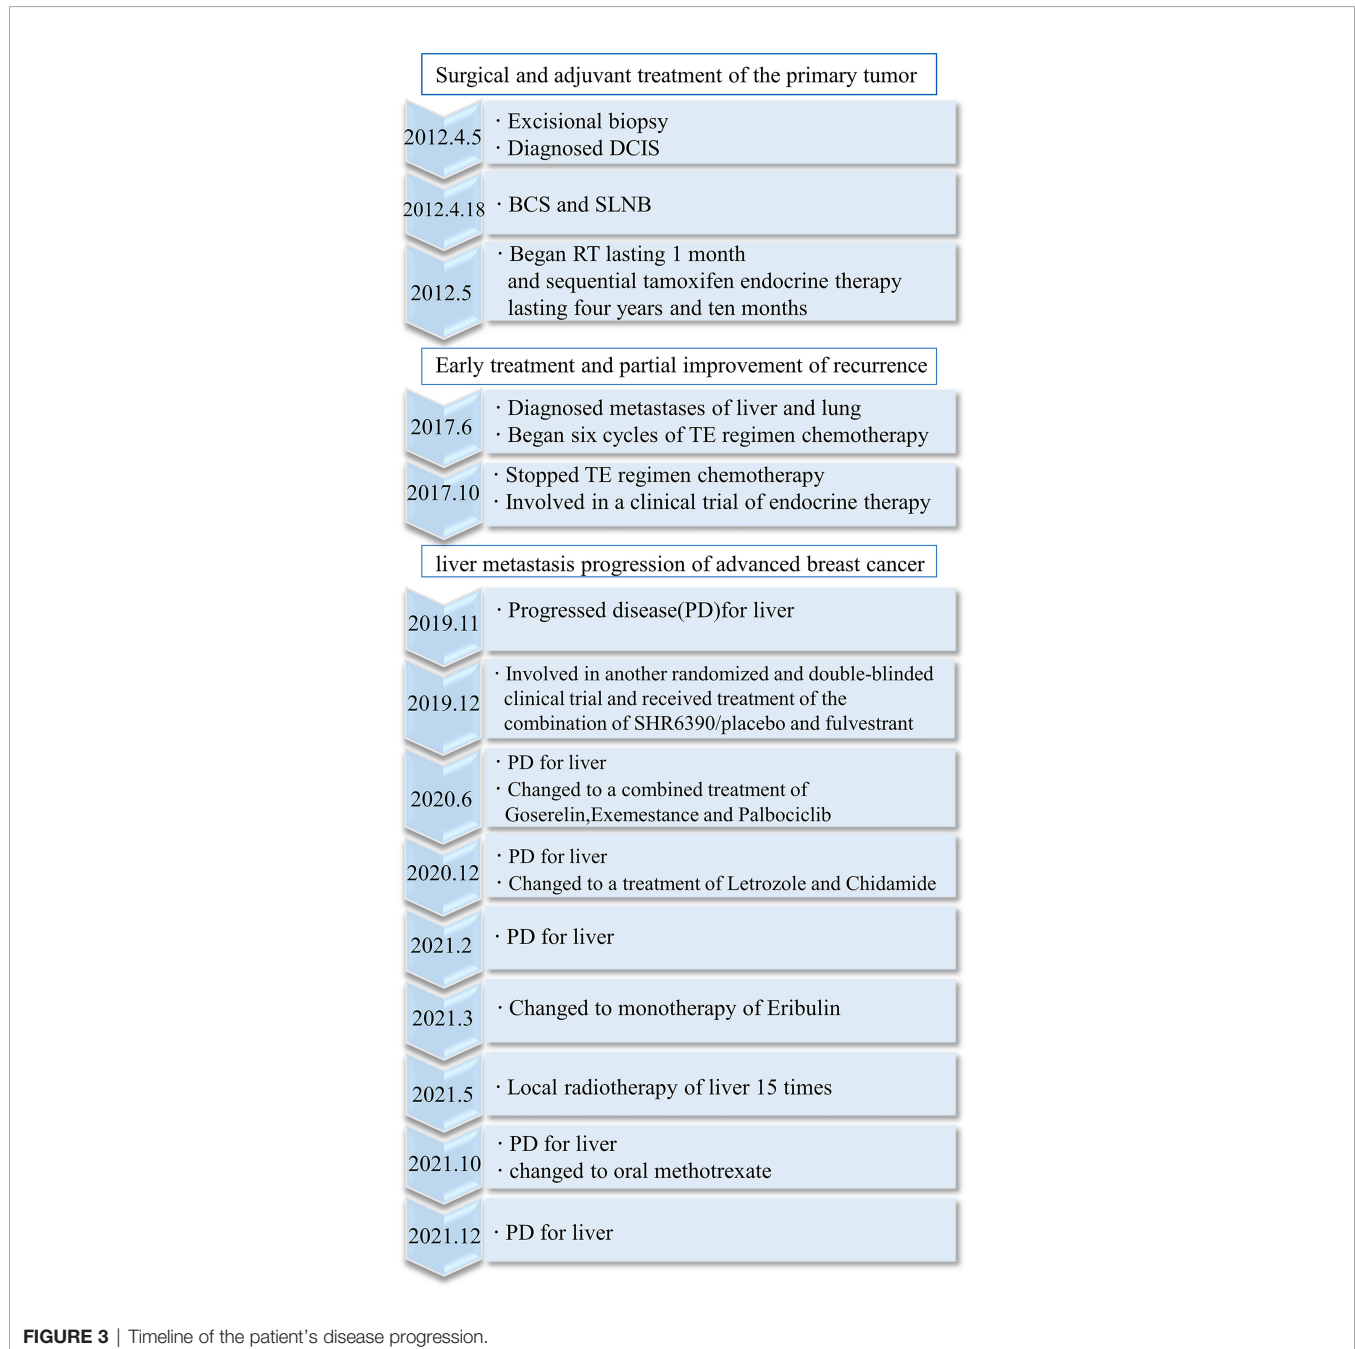 Surgical and adjuvant treatment of the primary tumor
2012.4.5
· Excisional biopsy
· Diagnosed DCIS
2012.4.18
· BCS and SLNB
2012.5
· Began RT lasting 1 month
and sequential tamoxifen endocrine therapy
lasting four years and ten months
Early treatment and partial improvement of recurrence
2017.6
· Diagnosed metastases of liver and lung
· Began six cycles of TE regimen chemotherapy
2017.10
· Stopped TE regimen chemotherapy
· Involved in a clinical trial of endocrine therapy
liver metastasis progression of advanced breast cancer
2019.11
· Progressed disease(PD)for liver
2019.12
· Involved in another randomized and double-blinded
clinical trial and received treatment of the
combination of SHR6390/placebo and fulvestrant
2020.6
· PD for liver
· Changed to a combined treatment of
Goserelin,Exemestance and Palbociclib
2020.12
· PD for liver
· Changed to a treatment of Letrozole and Chidamide
2021.2
· PD for liver
2021.3
· Changed to monotherapy of Eribulin
2021.5
· Local radiotherapy of liver 15 times
2021.10
· PD for liver
· changed to oral methotrexate
2021.12
· PD for liver
FIGURE 3 | Timeline of the patient's disease progression.